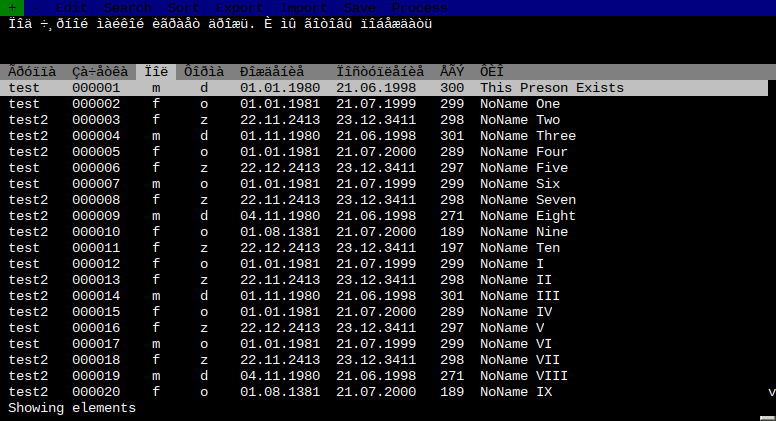 + - Edit Search Sort Export Import Save Process
Ïîä ÷¸ðíîé ìàéêîé èãðàåò äðîæü. È ìû ãîòîâû ïîáåæäàòü
Ãðóïïà Çà÷åòêà Ïîë Ôîðìà Ðîæäåíèå Ïîñòóïëåíèå ÅÃÝ ÔÈÎ
test 000001 m d 01.01.1980 21.06.1998 300 This Preson Exists
test 000002 f o 01.01.1981 21.07.1999 299 NoName One
test2 000003 f z 22.11.2413 23.12.3411 298 NoName Two
test2 000004 m d 01.11.1980 21.06.1998 301 NoName Three
test2 000005 f o 01.01.1981 21.07.2000 289 NoName Four
test 000006 f z 22.12.2413 23.12.3411 297 NoName Five
test 000007 m o 01.01.1981 21.07.1999 299 NoName Six
test2 000008 f z 22.11.2413 23.12.3411 298 NoName Seven
test2 000009 m d 04.11.1980 21.06.1998 271 NoName Eight
test2 000010 f o 01.08.1381 21.07.2000 189 NoName Nine
test 000011 f z 22.12.2413 23.12.3411 197 NoName Ten
test 000012 f o 01.01.1981 21.07.1999 299 NoName I
test2 000013 f z 22.11.2413 23.12.3411 298 NoName II
test2 000014 m d 01.11.1980 21.06.1998 301 NoName III
test2 000015 f o 01.01.1981 21.07.2000 289 NoName IV
test 000016 f z 22.12.2413 23.12.3411 297 NoName V
test 000017 m o 01.01.1981 21.07.1999 299 NoName VI
test2 000018 f z 22.11.2413 23.12.3411 298 NoName VII
test2 000019 m d 04.11.1980 21.06.1998 271 NoName VIII
test2 000020 f o 01.08.1381 21.07.2000 189 NoName IX v
Showing elements